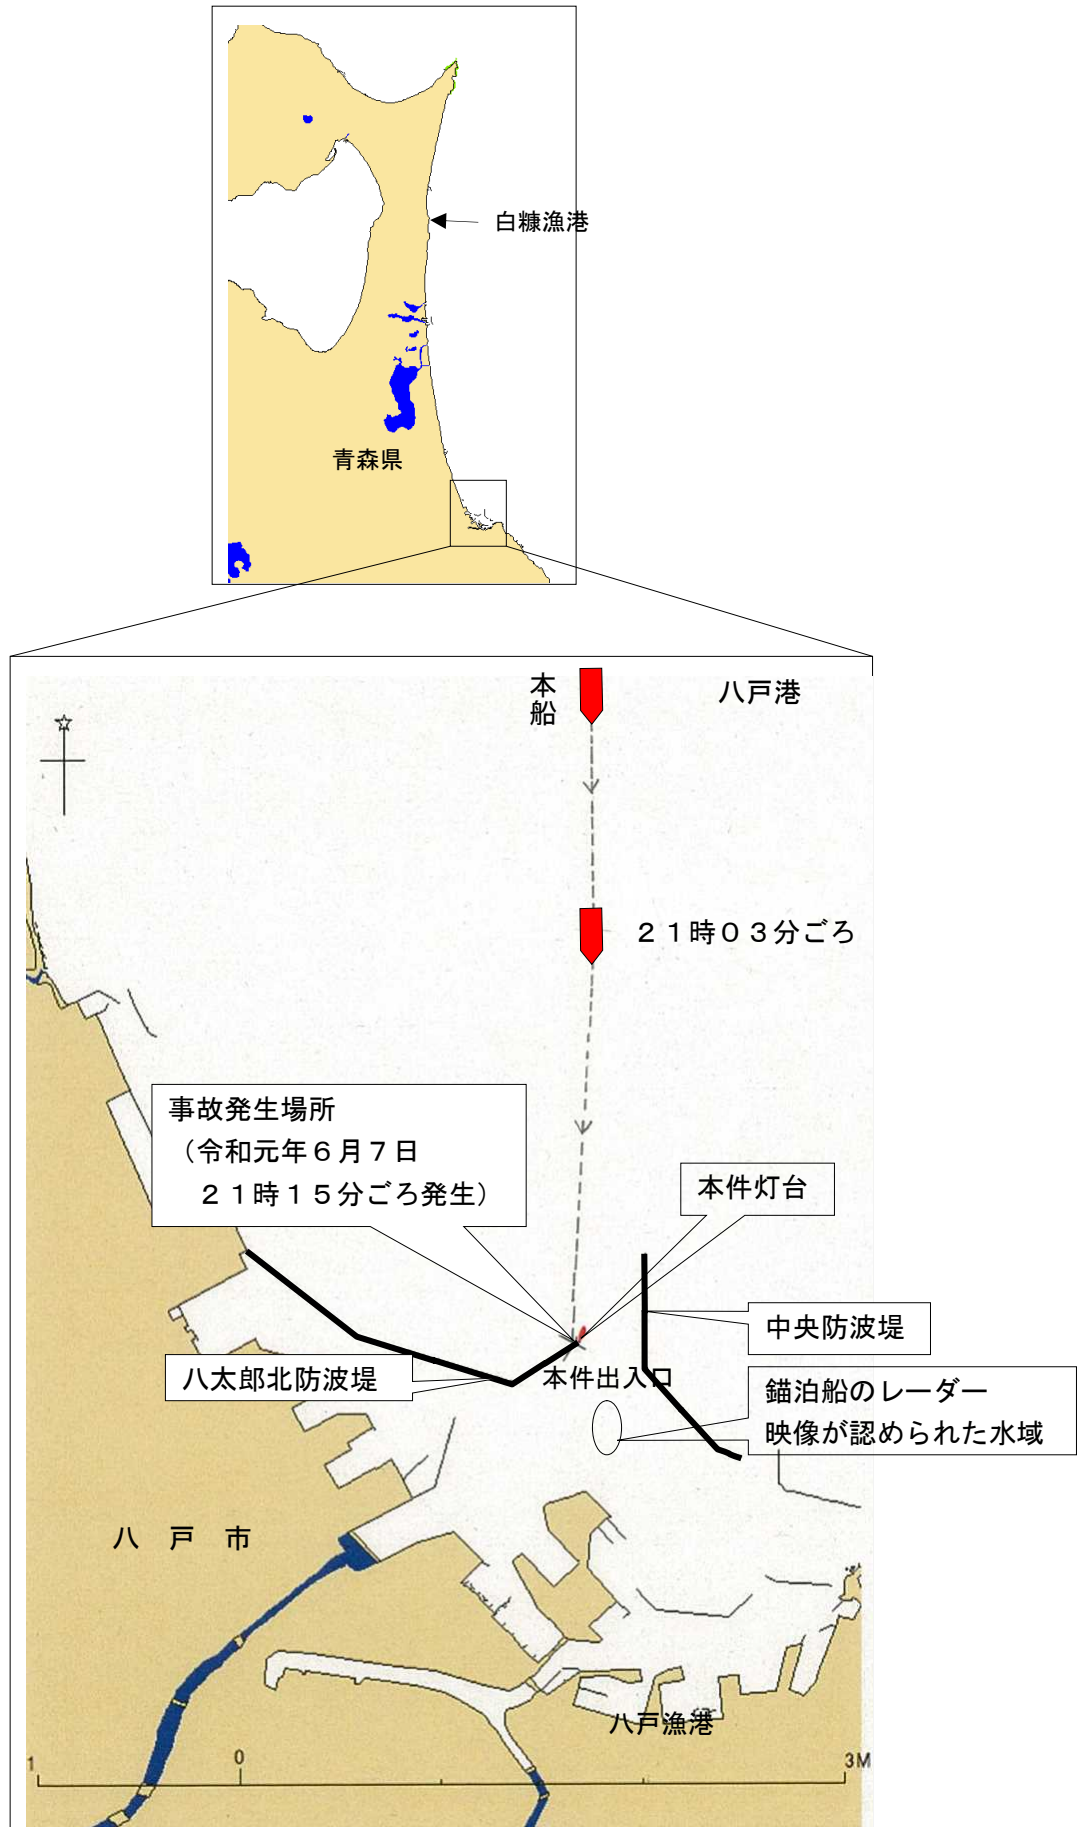 白糠漁港
青森県
本船
八戸港
２１時０３分ごろ
事故発生場所
（令和元年６月７日
２１時１５分ごろ発生）
本件灯台
中央防波堤
八太郎北防波堤
本件出入口
錨泊船のレーダー
映像が認められた水域
八戸市
八戸漁港
1
0
3M